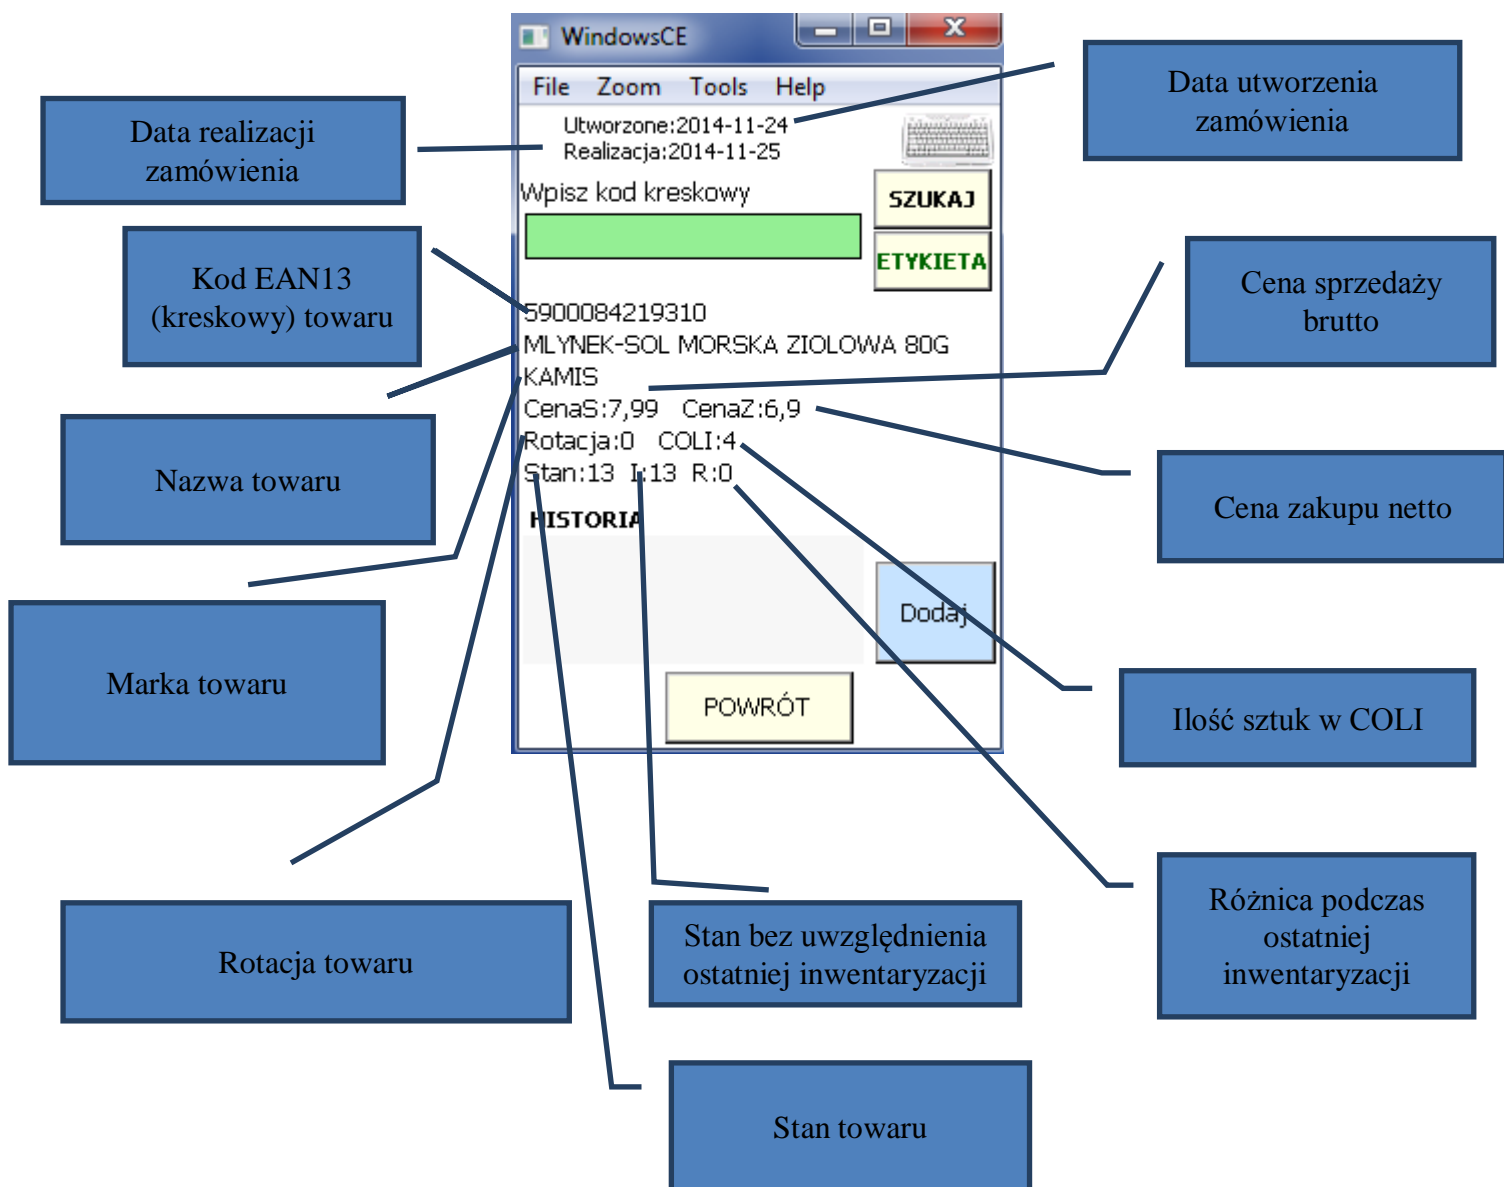 WindowsCE
File Zoom Tools Help
Utworzone:2014-11-24
Realizacja:2014-11-25
Wpisz kod kreskowy
SZUKAJ
ETYKIETA
5900084219310
MLYNEK-SOL MORSKA ZIOLOWA 80G
KAMIS
CenaS:7,99 CenaZ:6,9
Rotacja:0 COLI:4
Stan:13 I:13 R:0
HISTORIA
Dodaj
POWRÓT
Data realizacji
zamówienia
Kod EAN13
(kreskowy) towaru
Nazwa towaru
Marka towaru
Rotacja towaru
Data utworzenia
zamówienia
Cena sprzedaży
brutto
Cena zakupu netto
Ilość sztuk w COLI
Różnica podczas
ostatniej
inwentaryzacji
Stan bez uwzględnienia
ostatniej inwentaryzacji
Stan towaru